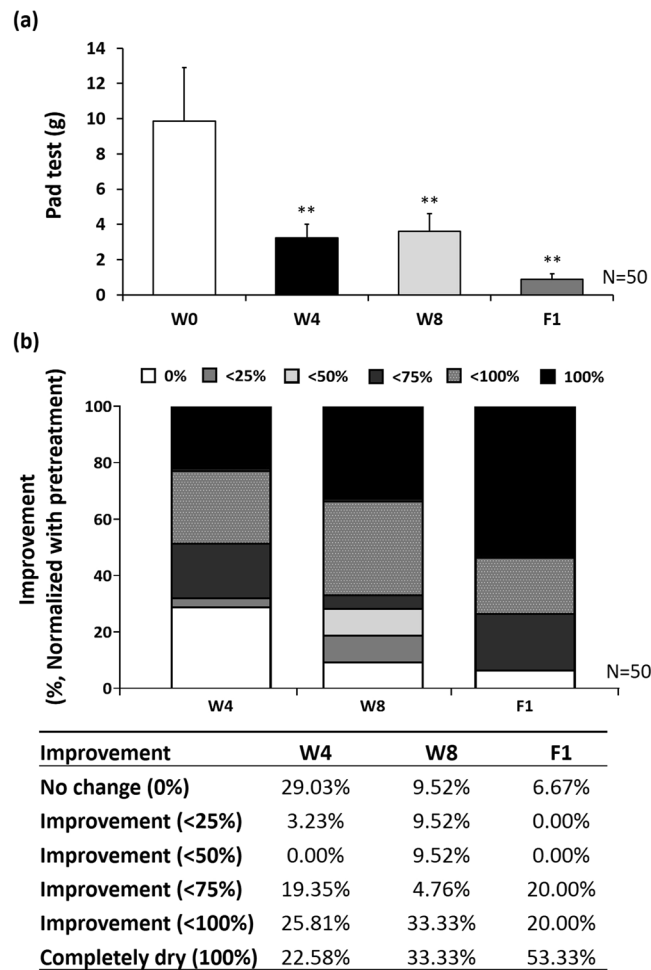 (a)
14
12
10
8
6
4
2
0
Pad test (g)
**
**
**
N=50
W0 W4 W8 F1
(b)
0% <25% <50% <75% <100% 100%
100
80
60
40
20
0
Improvement
(%, Normalized with pretreatment)
N=50
W4 W8 F1
Improvement W4 W8 F1
No change (0%) 29.03% 9.52% 6.67%
Improvement (<25%) 3.23% 9.52% 0.00%
Improvement (<50%) 0.00% 9.52% 0.00%
Improvement (<75%) 19.35% 4.76% 20.00%
Improvement (<100%) 25.81% 33.33% 20.00%
Completely dry (100%) 22.58% 33.33% 53.33%